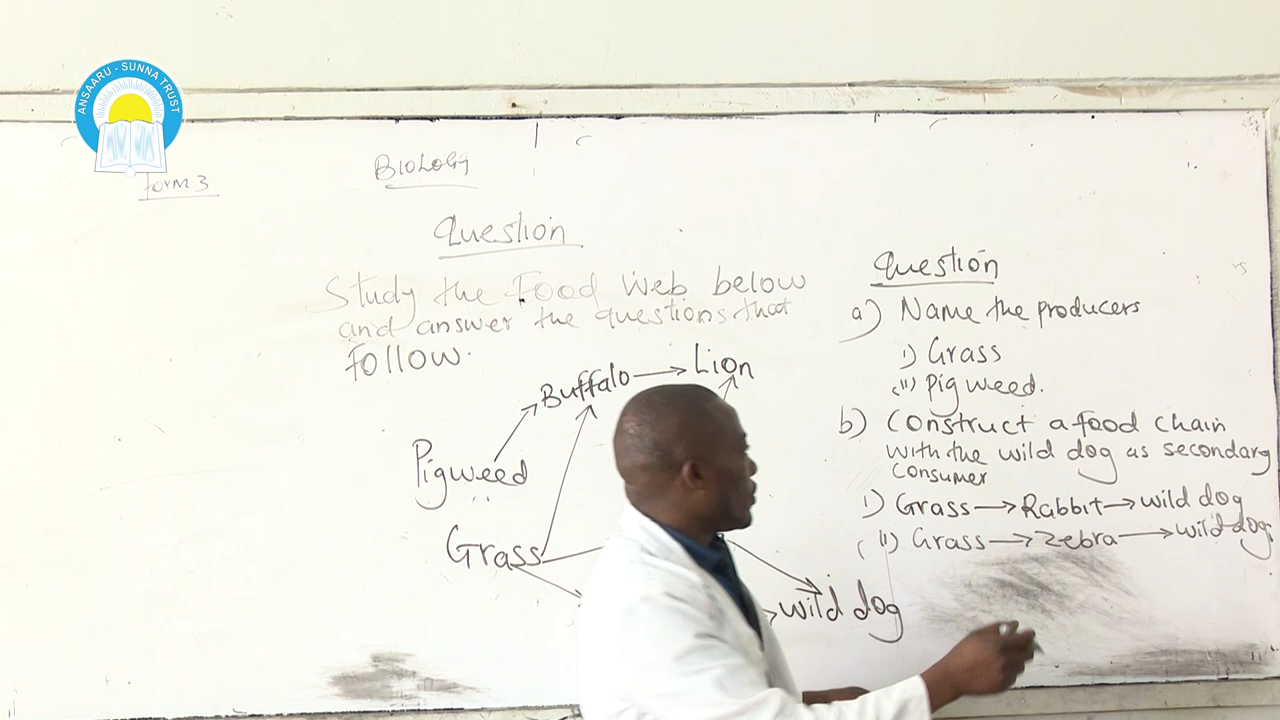 ANSAARU - SUNNA TRUST
form 3
BIOLOGY
Question
Study the Food Web below
and answer the questions that
follow.
Buffalo → Lion
Pigweed
Grass
wild dog
Question
a) Name the producers
i) Grass
(ii) Pigweed.
b) Construct a food chain
with the wild dog as secondary
consumer
i) Grass → Rabbit → wild dog
(ii) Grass → Zebra → wild dog.